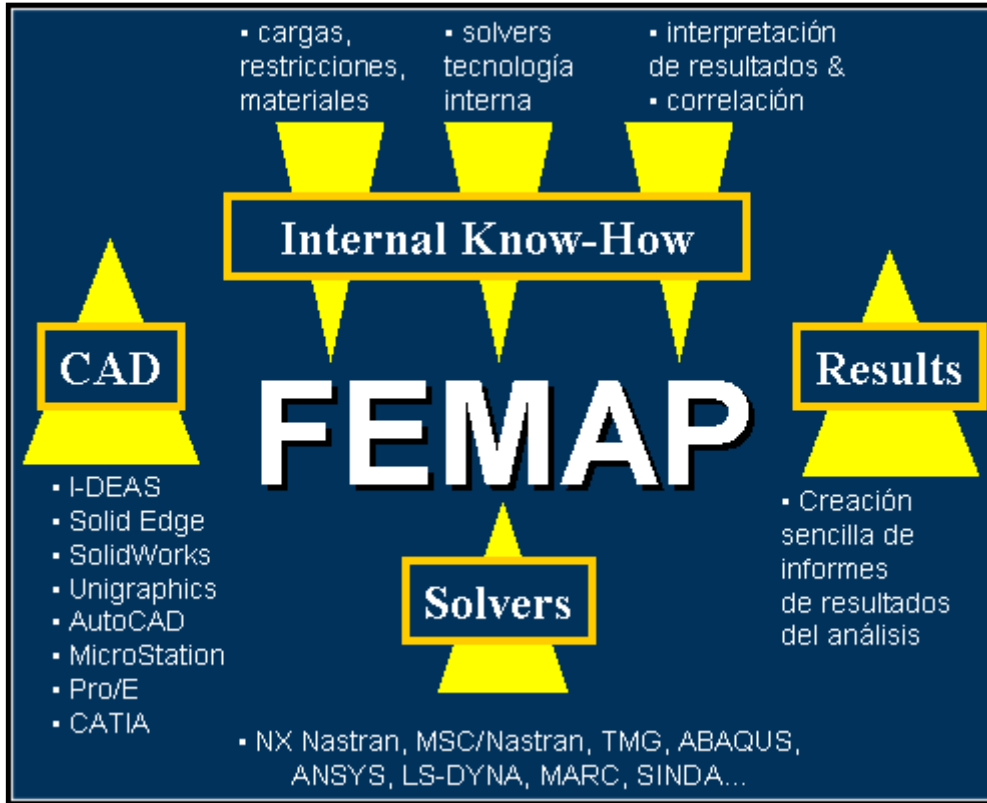 ▪ cargas,
restricciones,
materiales
▪ solvers
tecnología
interna
▪ interpretación
de resultados &
▪ correlación
Internal Know-How
CAD
▪ I-DEAS
▪ Solid Edge
▪ SolidWorks
▪ Unigraphics
▪ AutoCAD
▪ MicroStation
▪ Pro/E
▪ CATIA
FEMAP
Results
▪ Creación
sencilla de
informes
de resultados
del análisis
Solvers
▪ NX Nastran, MSC/Nastran, TMG, ABAQUS,
ANSYS, LS-DYNA, MARC, SINDA...